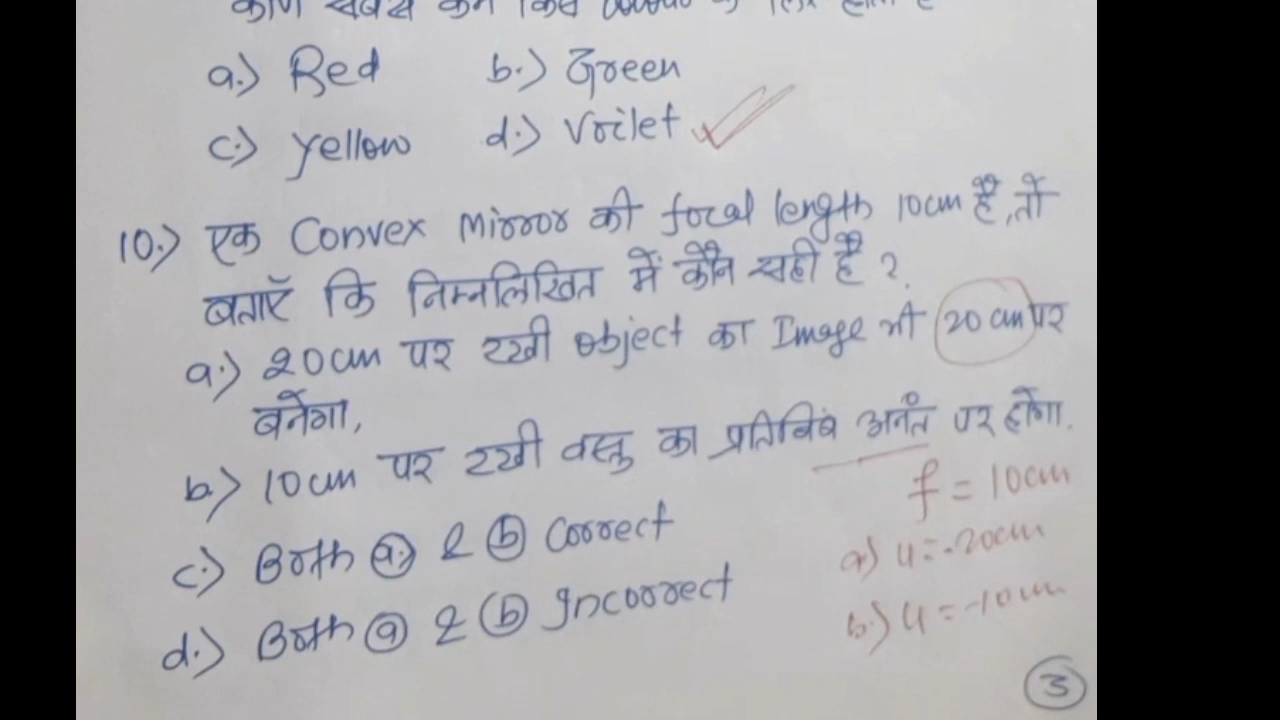 a.) Red b.) Green
c.) Yellow d.) Voilet
10.) एक Convex Mirror की focal length 10cm है, तो
बताएँ कि निम्नलिखित में कौन सही है ?
a.) 20cm पर रखी object का Image भी 20cm पर
बनेगा,
b.) 10cm पर रखी वस्तु का प्रतिबिंब अनंत पर होगा.
f = 10cm
c.) Both (a.) & (b) Correct
a) u = -20cm
d.) Both (a) & (b) Incorrect
b.) u = -10cm
3